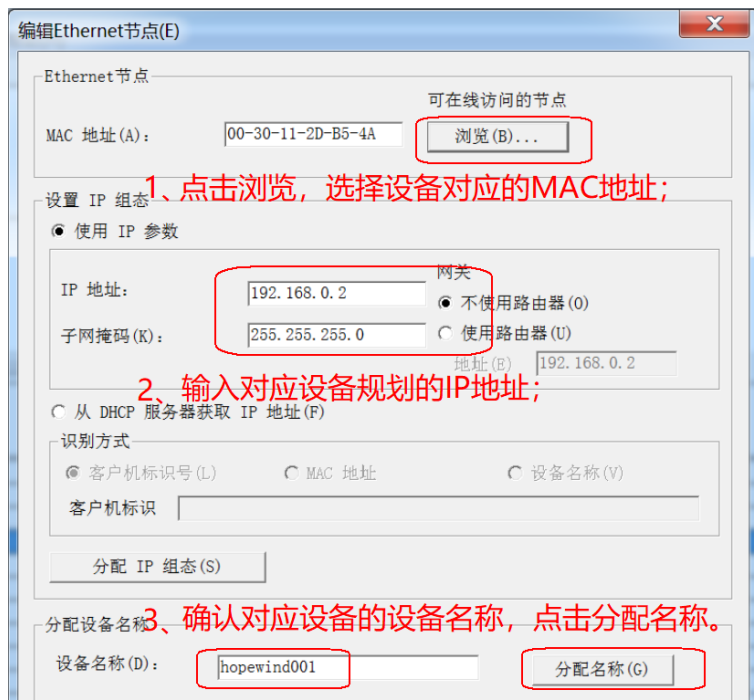 编辑Ethernet节点(E)
Ethernet节点
可在线访问的节点
MAC 地址(A): 00-30-11-2D-B5-4A 浏览(B)...
1、点击浏览，选择设备对应的MAC地址；
设置 IP 组态
使用 IP 参数
网关
IP 地址: 192.168.0.2 不使用路由器(O)
子网掩码(K): 255.255.255.0 使用路由器(U)
地址(E) 192.168.0.2
2、输入对应设备规划的IP地址；
从 DHCP 服务器获取 IP 地址(F)
识别方式
客户机标识号(L) MAC 地址 设备名称(V)
客户机标识
分配 IP 组态(S)
3、确认对应设备的设备名称，点击分配名称。
分配设备名称
设备名称(D): hopewind001 分配名称(G)